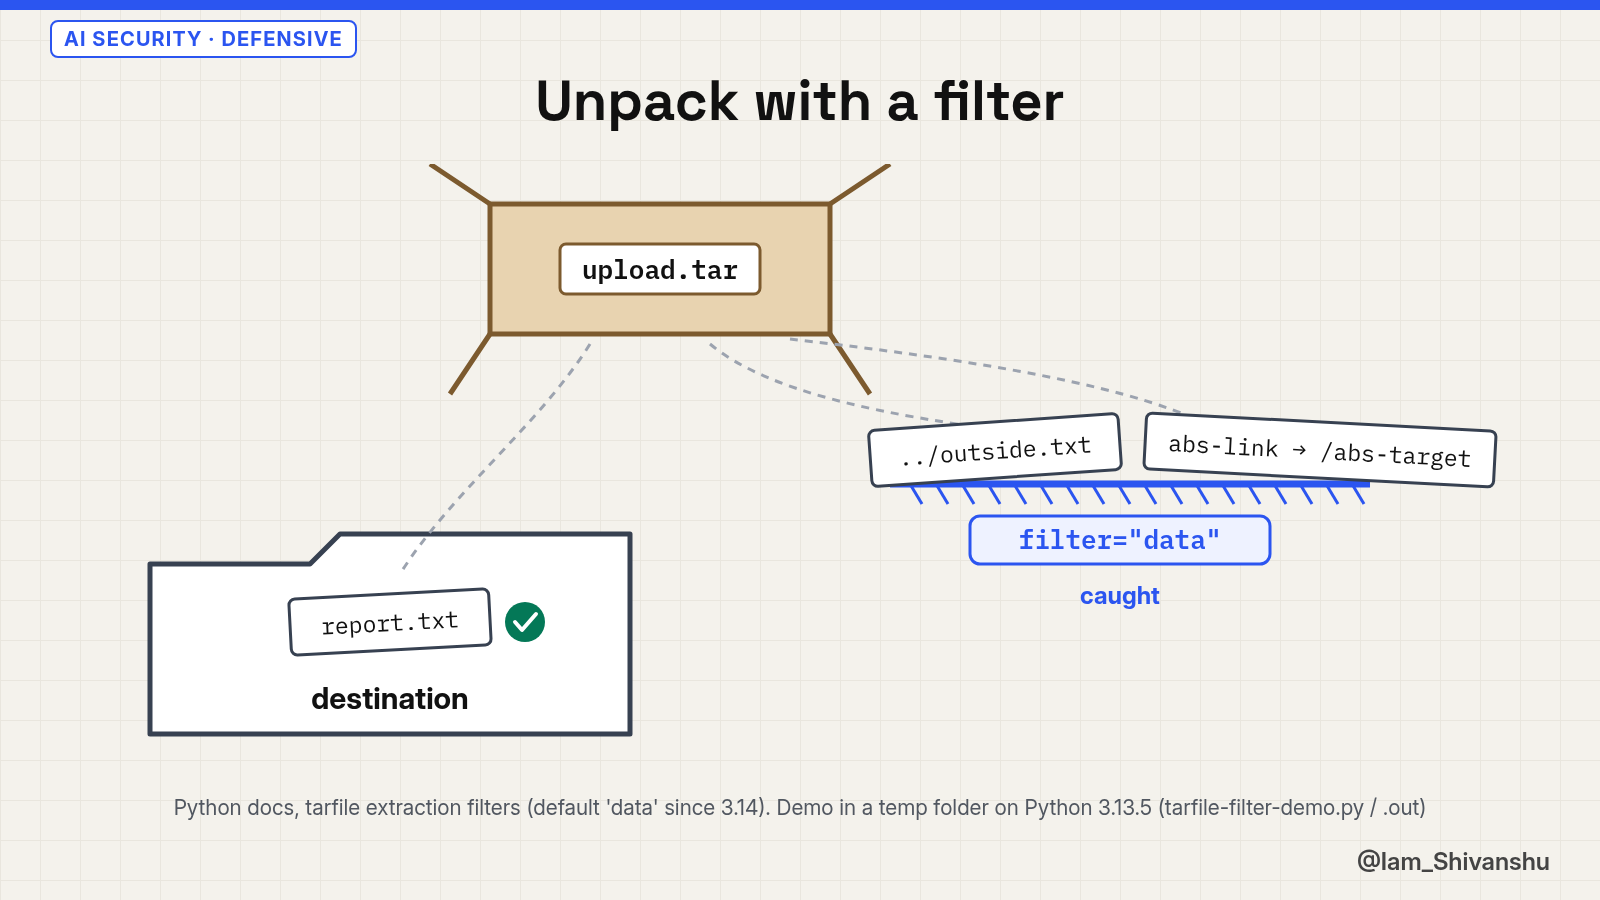 AI SECURITY · DEFENSIVE
Unpack with a filter
upload.tar
../outside.txt
abs-link → /abs-target
filter="data"
caught
report.txt
destination
Python docs, tarfile extraction filters (default 'data' since 3.14). Demo in a temp folder on Python 3.13.5 (tarfile-filter-demo.py / .out)
@Iam_Shivanshu